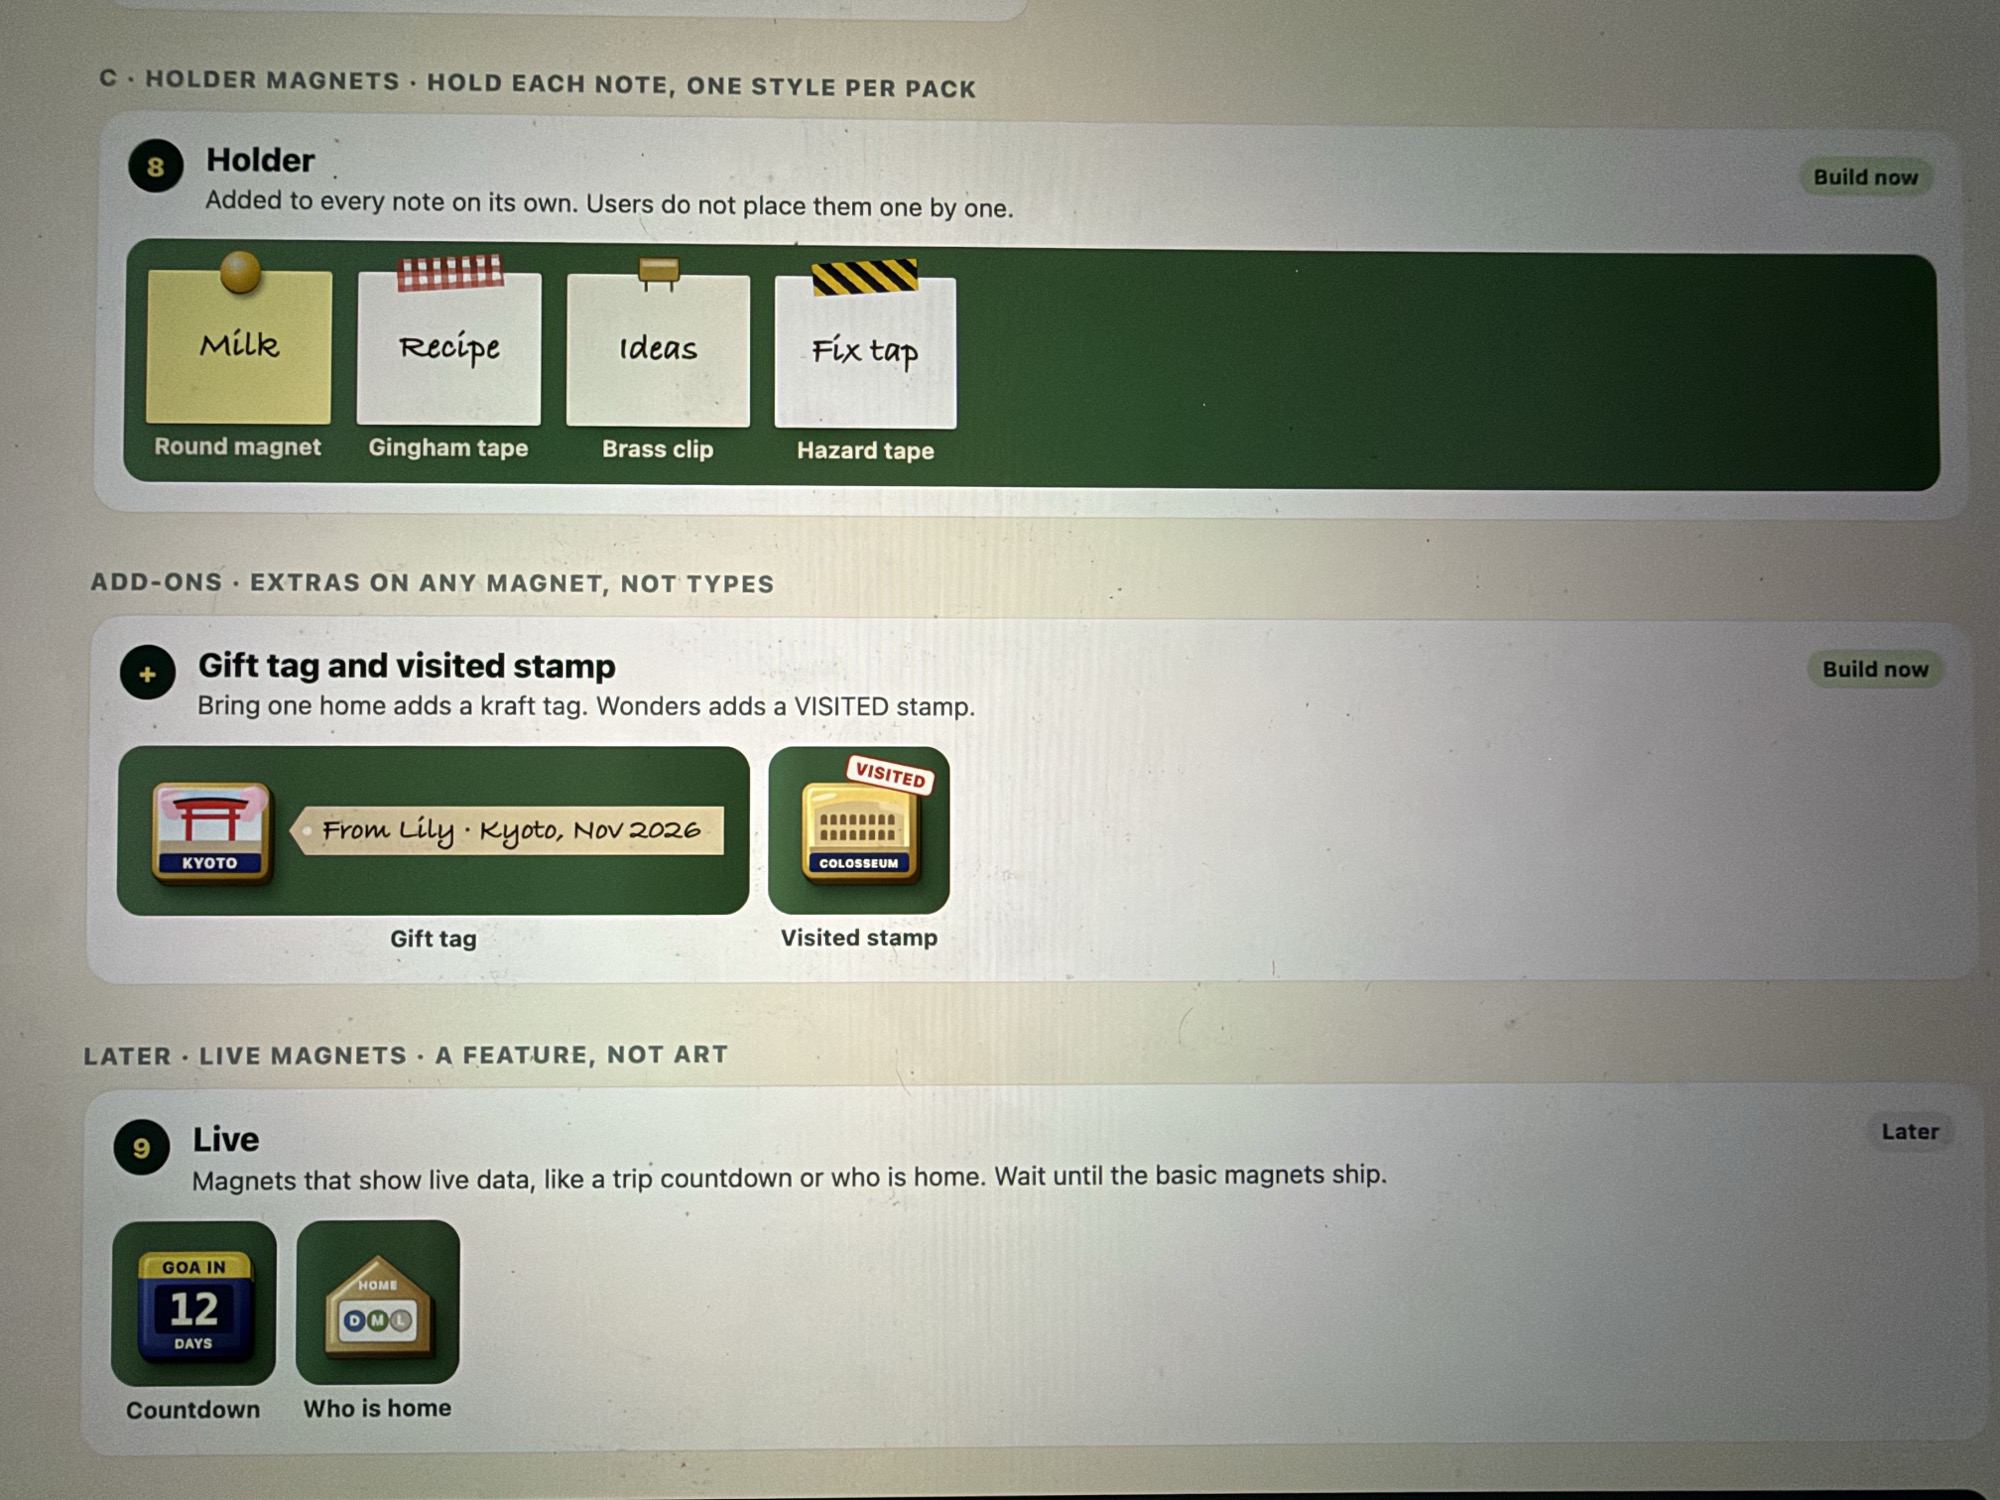 C · HOLDER MAGNETS · HOLD EACH NOTE, ONE STYLE PER PACK
8
Holder
Build now
Added to every note on its own. Users do not place them one by one.
Milk
Recipe
Ideas
Fix tap
Round magnet
Gingham tape
Brass clip
Hazard tape
ADD-ONS · EXTRAS ON ANY MAGNET, NOT TYPES
+
Gift tag and visited stamp
Build now
Bring one home adds a kraft tag. Wonders adds a VISITED stamp.
KYOTO
From Lily · Kyoto, Nov 2026
VISITED
COLOSSEUM
Gift tag
Visited stamp
LATER · LIVE MAGNETS · A FEATURE, NOT ART
9
Live
Later
Magnets that show live data, like a trip countdown or who is home. Wait until the basic magnets ship.
GOA IN
12
DAYS
HOME
D M L
Countdown
Who is home